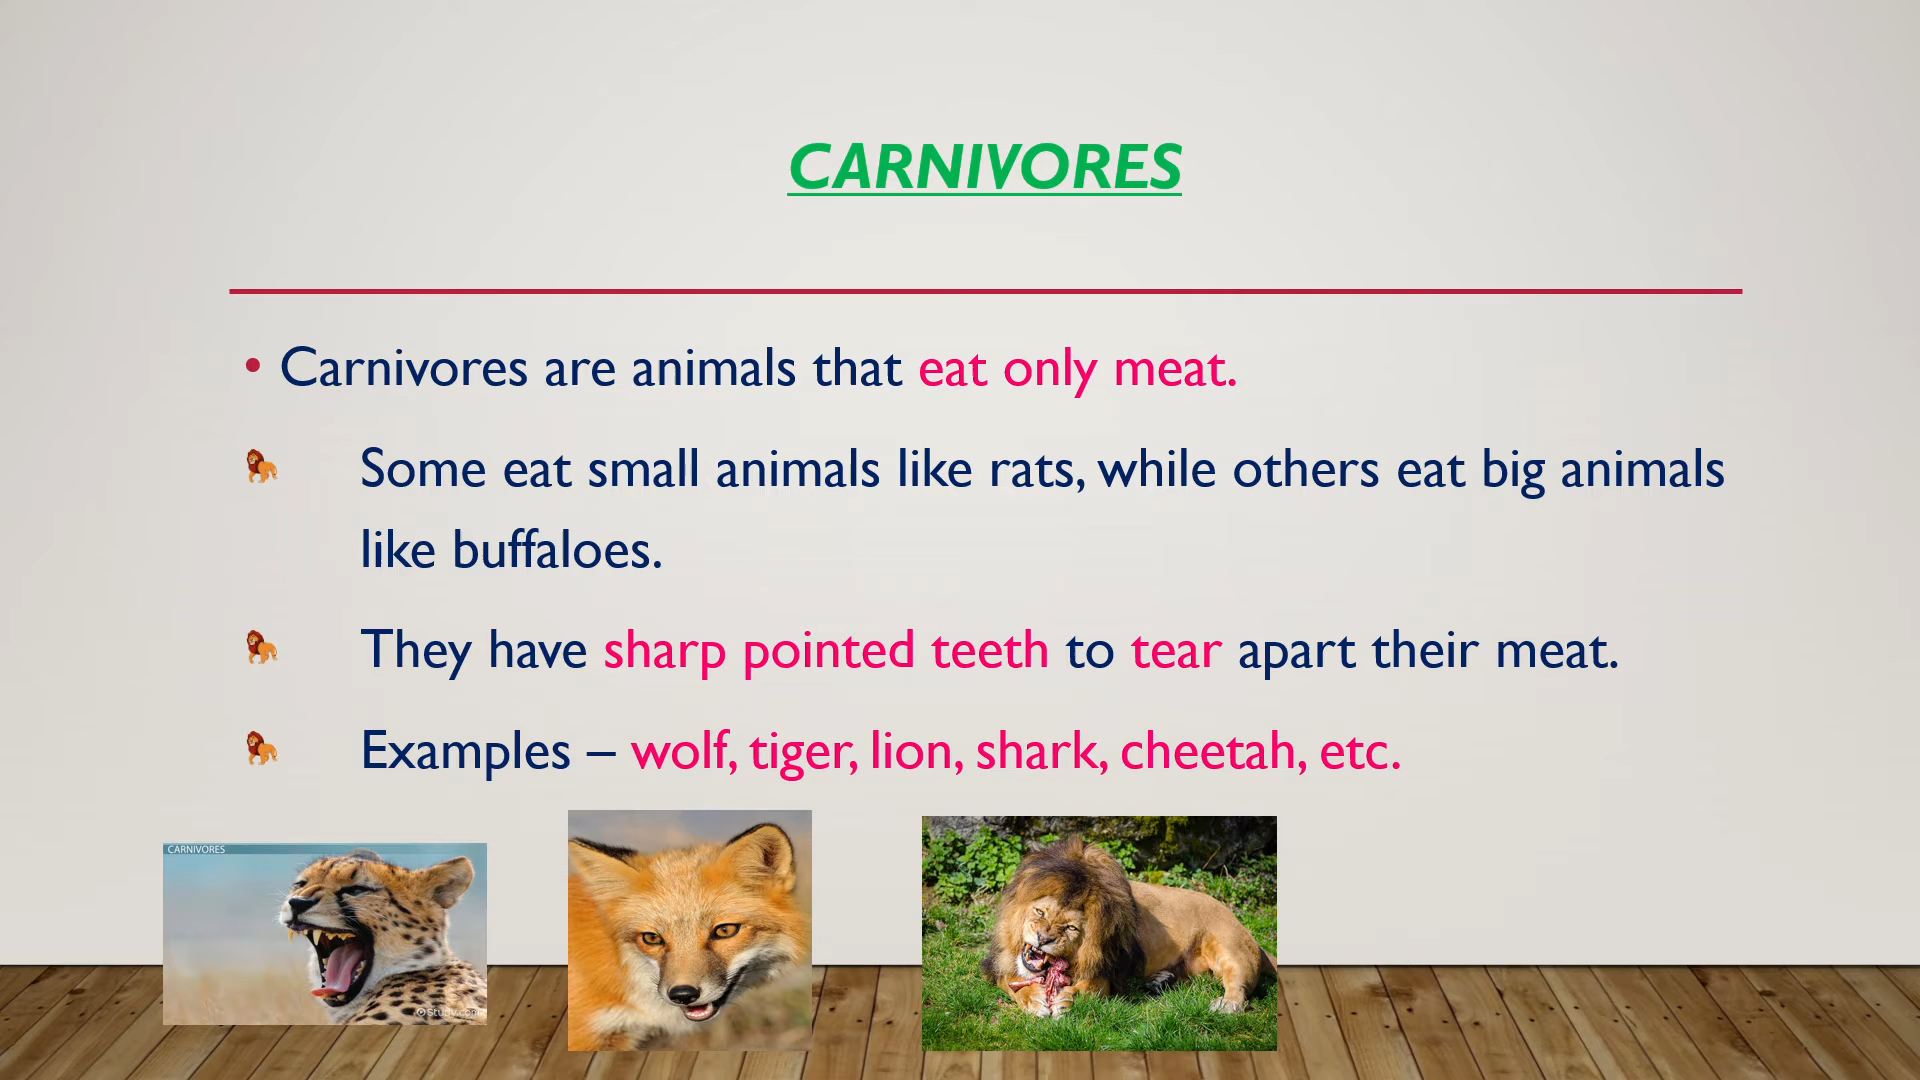 CARNIVORES
• Carnivores are animals that eat only meat.
Some eat small animals like rats, while others eat big animals
like buffaloes.
They have sharp pointed teeth to tear apart their meat.
Examples – wolf, tiger, lion, shark, cheetah, etc.
CARNIVORES
© Study.com